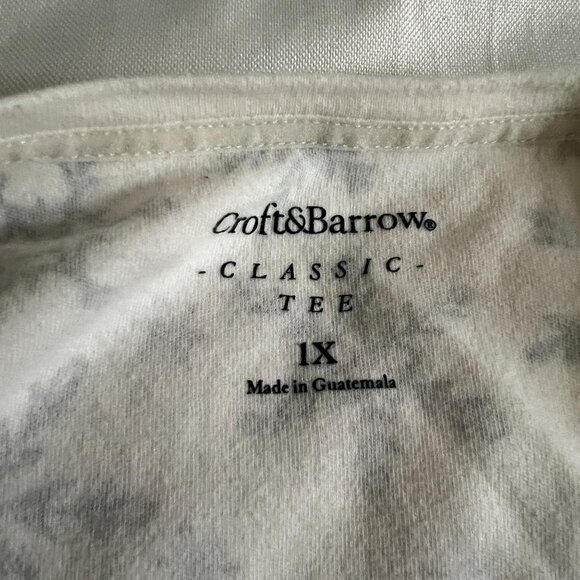 Croft&Barrow®
- CLASSIC -
TEE
1X
Made in Guatemala